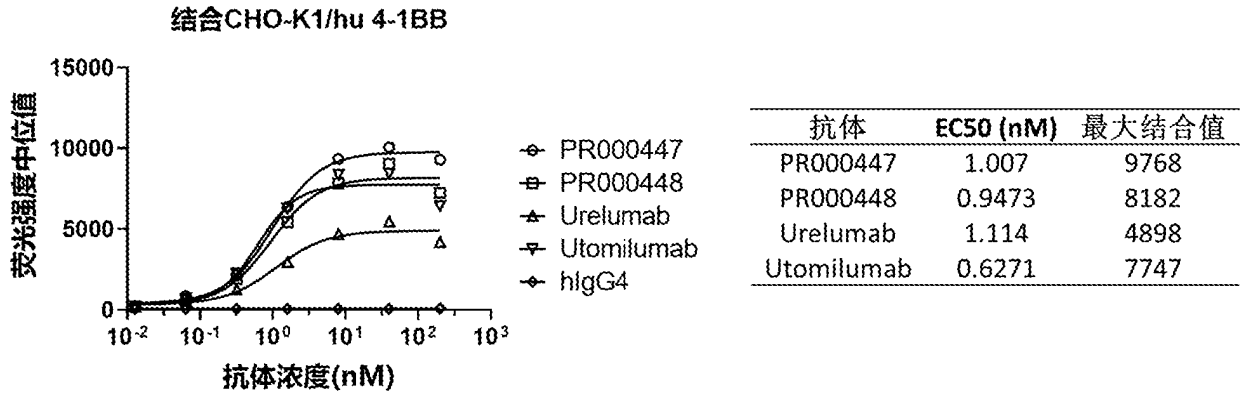 结合CHO-K1/hu 4-1BB
荧光强度中位值
15000
10000
5000
0
10-2
10-1
100
101
102
103
抗体浓度(nM)
PR000447
PR000448
Urelumab
Utomilumab
hIgG4
抗体 EC50 (nM) 最大结合值
PR000447 1.007 9768
PR000448 0.9473 8182
Urelumab 1.114 4898
Utomilumab 0.6271 7747